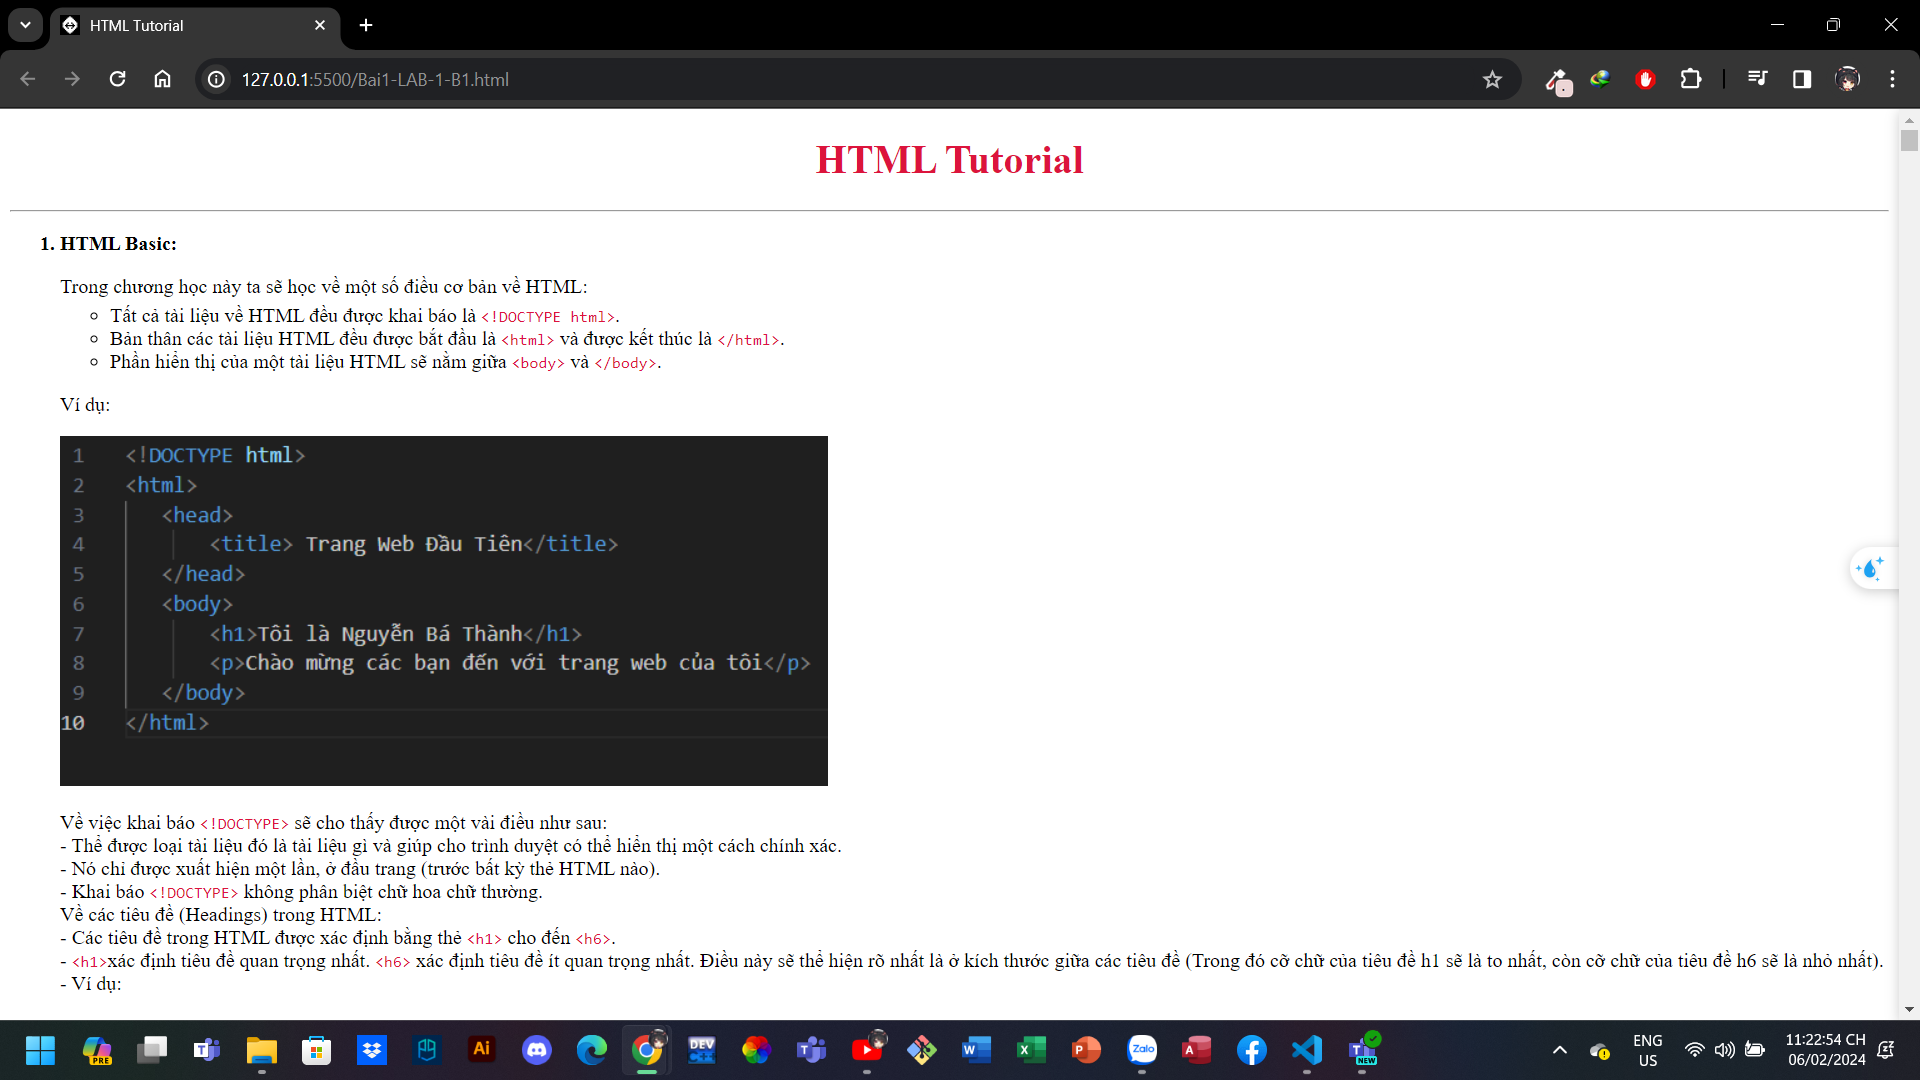 HTML Tutorial
127.0.0.1:5500/Bai1-LAB-1-B1.html
HTML Tutorial
1. HTML Basic:
Trong chương học này ta sẽ học về một số điều cơ bản về HTML:
Tất cả tài liệu về HTML đều được khai báo là <!DOCTYPE html>.
Bản thân các tài liệu HTML đều được bắt đầu là <html> và được kết thúc là </html>.
Phần hiển thị của một tài liệu HTML sẽ nằm giữa <body> và </body>.
Ví dụ:
1 <!DOCTYPE html>
2 <html>
3 <head>
4 <title> Trang Web Đầu Tiên</title>
5 </head>
6 <body>
7 <h1>Tôi là Nguyễn Bá Thành</h1>
8 <p>Chào mừng các bạn đến với trang web của tôi</p>
9 </body>
10 </html>
Về việc khai báo <!DOCTYPE> sẽ cho thấy được một vài điều như sau:
- Thể được loại tài liệu đó là tài liệu gì và giúp cho trình duyệt có thể hiển thị một cách chính xác.
- Nó chỉ được xuất hiện một lần, ở đầu trang (trước bất kỳ thẻ HTML nào).
- Khai báo <!DOCTYPE> không phân biệt chữ hoa chữ thường.
Về các tiêu đề (Headings) trong HTML:
- Các tiêu đề trong HTML được xác định bằng thẻ <h1> cho đến <h6>.
- <h1>xác định tiêu đề quan trọng nhất. <h6> xác định tiêu đề ít quan trọng nhất. Điều này sẽ thể hiện rõ nhất là ở kích thước giữa các tiêu đề (Trong đó cỡ chữ của tiêu đề h1 sẽ là to nhất, còn cỡ chữ của tiêu đề h6 sẽ là nhỏ nhất).
- Ví dụ:
PRE
T
Ai
DEV
C++
T
W
X
P
Zalo
A
T
NEW
ENG
US
11:22:54 CH
06/02/2024